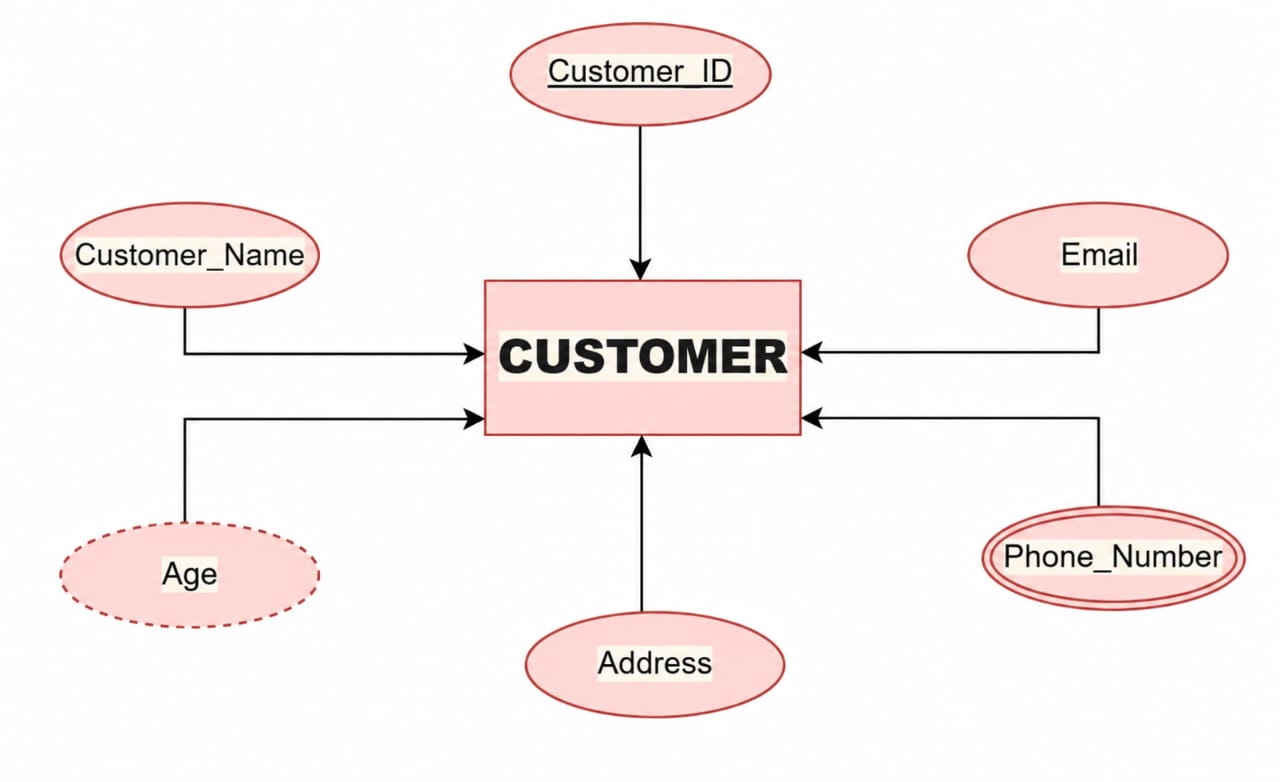 Customer_ID
Customer_Name
Email
CUSTOMER
Age
Phone_Number
Address